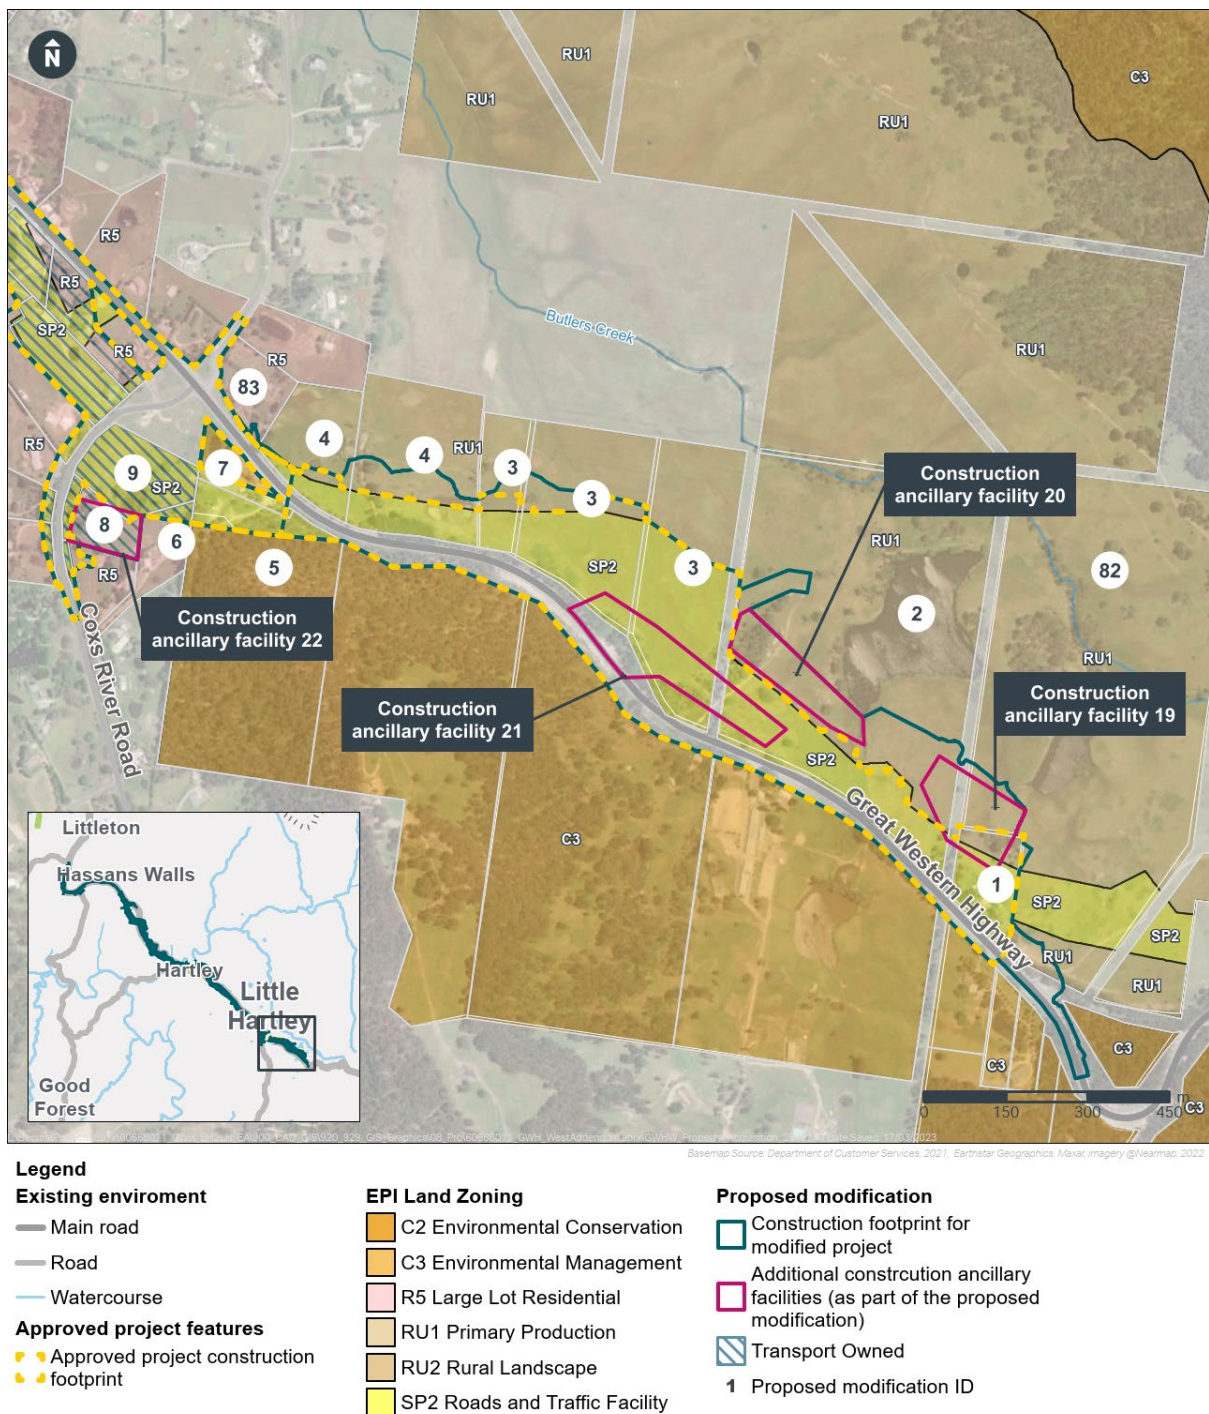 N
RU1
RU1
RU1
C3
R5
R5
SP2
R5
R5
Butlers Creek
RU1
83
R5
4
4
RU1
3
3
3
9
SP2
7
8
6
5
R5
SP2
Construction
ancillary facility 20
RU1
2
82
RU1
Construction
ancillary facility 22
Construction
ancillary facility 19
Construction
ancillary facility 21
Coxs River Road
SP2
Great Western Highway
C3
1
SP2
SP2
RU1
RU1
C3
C3
C3
Littleton
Hassans Walls
Hartley
Little
Hartley
Good
Forest
0
150
300
450
m
Basemap Source: Department of Customer Services, 2021, Earthstar Geographics, Maxar, imagery @Nearmap, 2022
Legend
Existing enviroment
Main road
Road
Watercourse
Approved project features
Approved project construction
footprint
EPI Land Zoning
C2 Environmental Conservation
C3 Environmental Management
R5 Large Lot Residential
RU1 Primary Production
RU2 Rural Landscape
SP2 Roads and Traffic Facility
Proposed modification
Construction footprint for
modified project
Additional constrcution ancillary
facilities (as part of the proposed
modification)
Transport Owned
1 Proposed modification ID